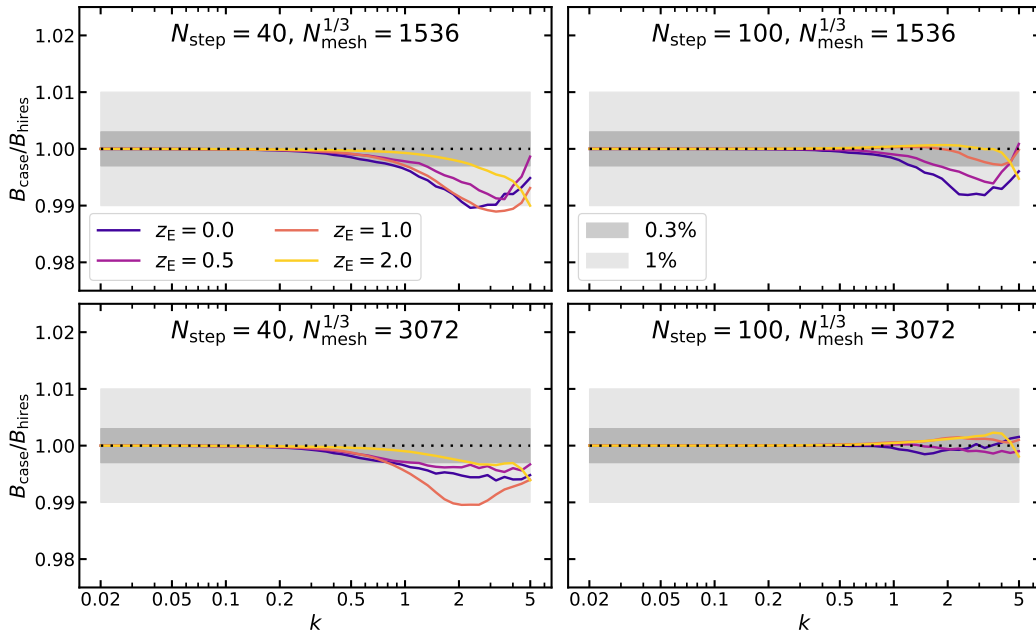 N_step = 40, N_mesh^1/3 = 1536
N_step = 100, N_mesh^1/3 = 1536
1.02
1.01
1.00
0.99
0.98
B_case/B_hires
z_E = 0.0
z_E = 1.0
z_E = 0.5
z_E = 2.0
0.3%
1%
N_step = 40, N_mesh^1/3 = 3072
N_step = 100, N_mesh^1/3 = 3072
1.02
1.01
1.00
0.99
0.98
B_case/B_hires
0.02 0.05 0.1 0.2 0.5 1 2 5
0.02 0.05 0.1 0.2 0.5 1 2 5
k
k